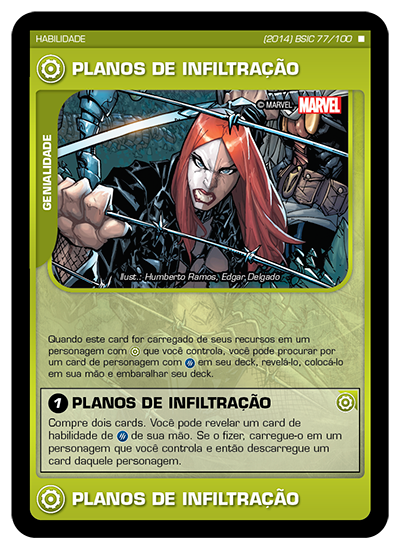 HABILIDADE (2014) BSIC 77/100
PLANOS DE INFILTRAÇÃO
© MARVEL MARVEL
GENIALIDADE
Ilust.: Humberto Ramos, Edgar Delgado
Quando este card for carregado de seus recursos em um
personagem com que você controla, você pode procurar por
um card de personagem com em seu deck, revelá-lo, colocá-lo
em sua mão e embaralhar seu deck.
1 PLANOS DE INFILTRAÇÃO
Compre dois cards. Você pode revelar um card de
habilidade de de sua mão. Se o fizer, carregue-o em um
personagem que você controla e então descarregue um
card daquele personagem.
PLANOS DE INFILTRAÇÃO